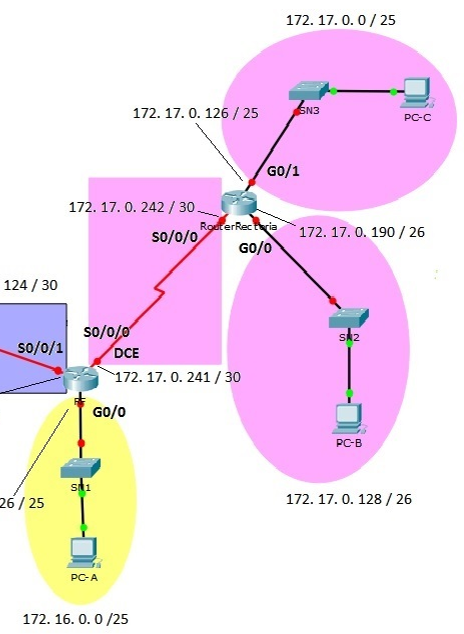 172. 17. 0. 0 / 25
SN3
PC-C
172. 17. 0. 126 / 25
G0/1
172. 17. 0. 242 / 30
RouterRectoria
172. 17. 0. 190 / 26
S0/0/0
G0/0
124 / 30
SN2
S0/0/0
S0/0/1
DCE
172. 17. 0. 241 / 30
G0/0
PC-B
SN1
172. 17. 0. 128 / 26
26 / 25
PC-A
172. 16. 0. 0 /25